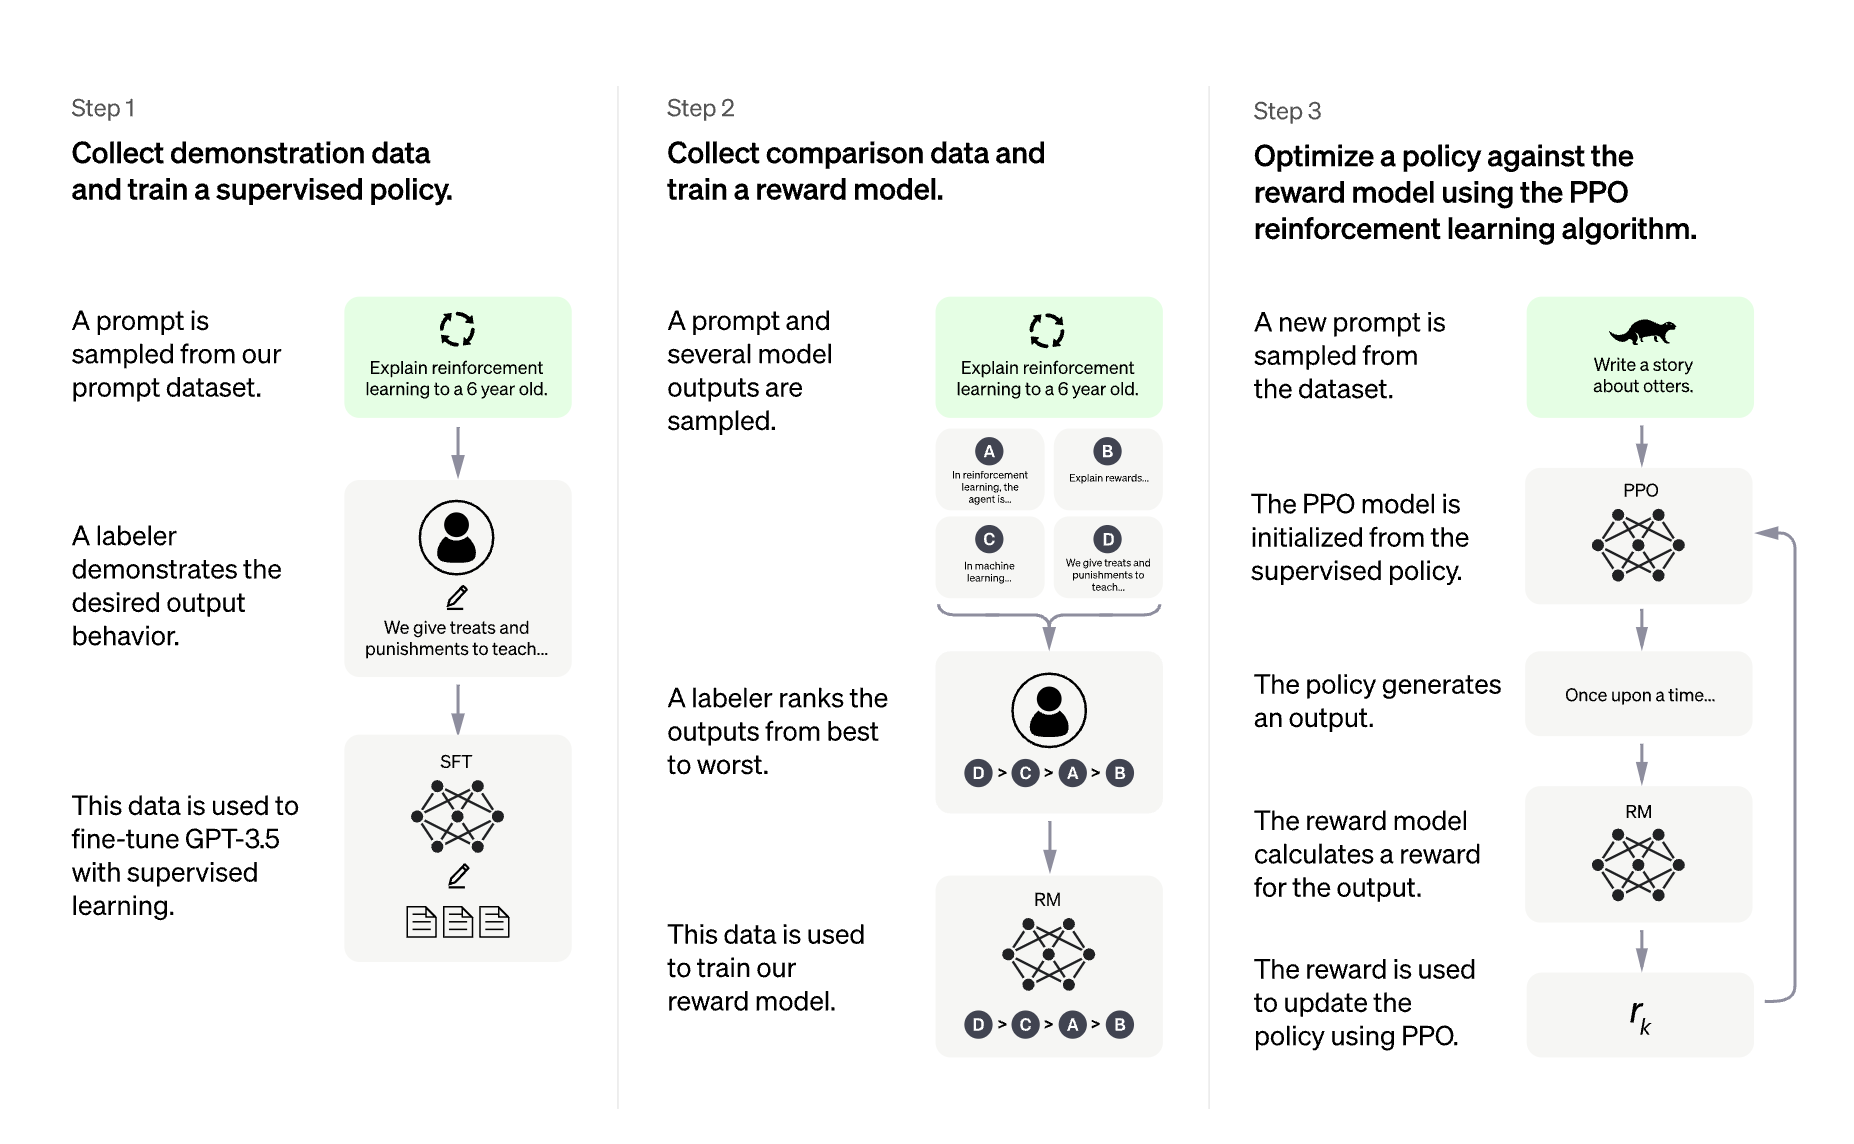 Step 1
Collect demonstration data
and train a supervised policy.
A prompt is
sampled from our
prompt dataset.
Explain reinforcement
learning to a 6 year old.
A labeler
demonstrates the
desired output
behavior.
We give treats and
punishments to teach...
This data is used to
fine-tune GPT-3.5
with supervised
learning.
SFT
Step 2
Collect comparison data and
train a reward model.
A prompt and
several model
outputs are
sampled.
Explain reinforcement
learning to a 6 year old.
A
In reinforcement
learning, the
agent is...
B
Explain rewards...
C
In machine
learning...
D
We give treats and
punishments to
teach...
A labeler ranks the
outputs from best
to worst.
D > C > A > B
This data is used
to train our
reward model.
RM
D > C > A > B
Step 3
Optimize a policy against the
reward model using the PPO
reinforcement learning algorithm.
A new prompt is
sampled from
the dataset.
Write a story
about otters.
The PPO model is
initialized from the
supervised policy.
PPO
The policy generates
an output.
Once upon a time...
The reward model
calculates a reward
for the output.
RM
The reward is used
to update the
policy using PPO.
r_k